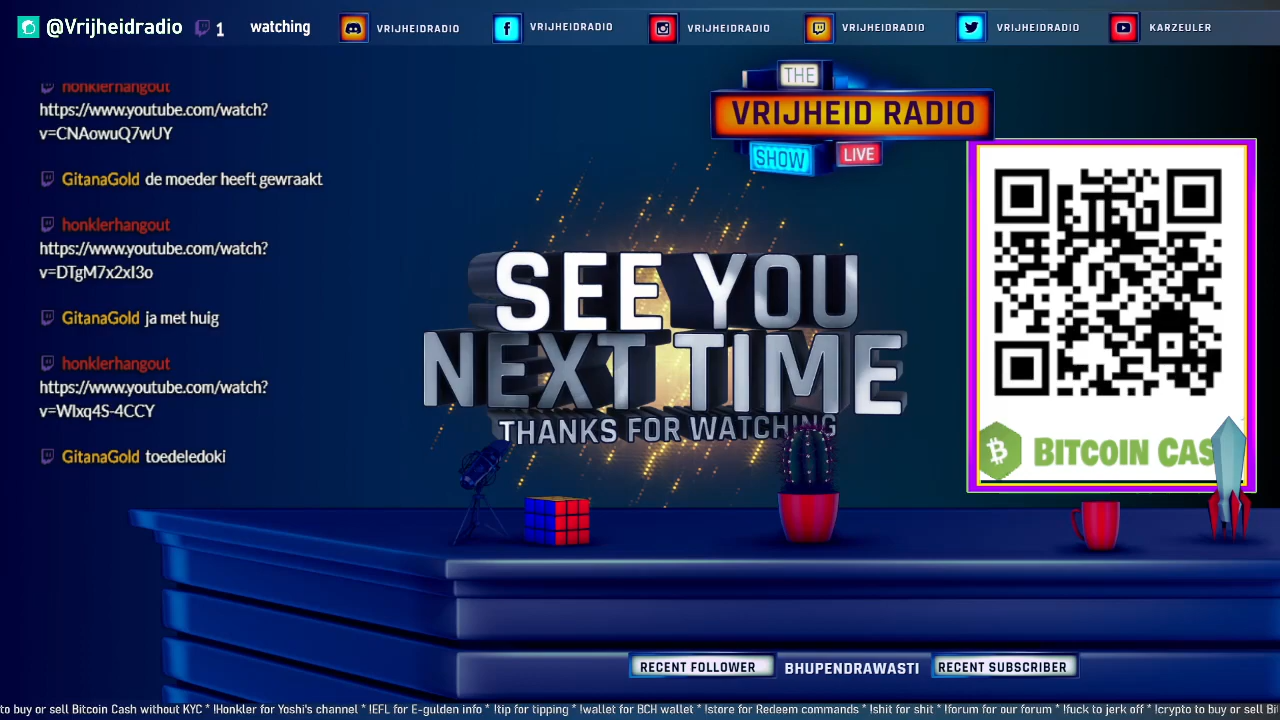 @Vrijheidradio 1 watching VRIJHEIDRADIO VRIJHEIDRADIO VRIJHEIDRADIO VRIJHEIDRADIO VRIJHEIDRADIO KARZEULER
honklerhangout
https://www.youtube.com/watch?
v=CNAowuQ7wUY
GitanaGold de moeder heeft gewraakt
honklerhangout
https://www.youtube.com/watch?
v=DTgM7x2xI3o
GitanaGold ja met huig
honklerhangout
https://www.youtube.com/watch?
v=WIxq4S-4CCY
GitanaGold toedeledoki
THE
VRIJHEID RADIO
SHOW LIVE
SEE YOU
NEXT TIME
THANKS FOR WATCHING
BITCOIN CAS
RECENT FOLLOWER BHUPENDRAWASTI RECENT SUBSCRIBER
to buy or sell Bitcoin Cash without KYC * !Honkler for Yoshi's channel * !EFL for E-gulden info * !tip for tipping * !wallet for BCH wallet * !store for Redeem commands * !shit for shit * !forum for our forum * !fuck to jerk off * !crypto to buy or sell Bi